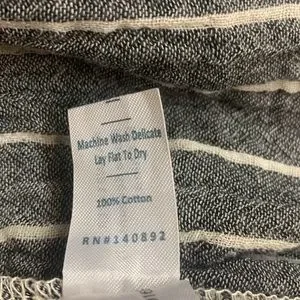 Machine Wash Delicate
Lay Flat To Dry
100% Cotton
RN#140892